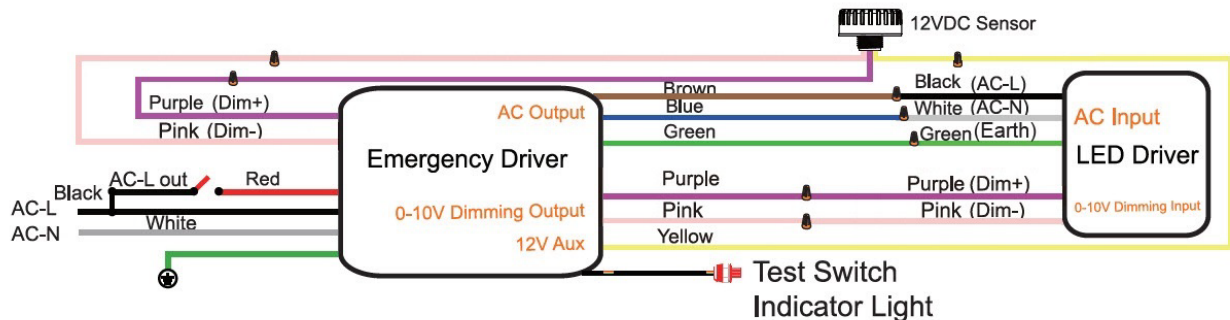 12VDC Sensor
Purple (Dim+)
Pink (Dim-)
AC-L out
Red
Black
AC-L
AC-N
White
AC Output
Emergency Driver
0-10V Dimming Output
12V Aux
Brown
Blue
Green
Purple
Pink
Yellow
Black (AC-L)
White (AC-N)
Green (Earth)
Purple (Dim+)
Pink (Dim-)
AC Input
LED Driver
0-10V Dimming Input
Test Switch
Indicator Light